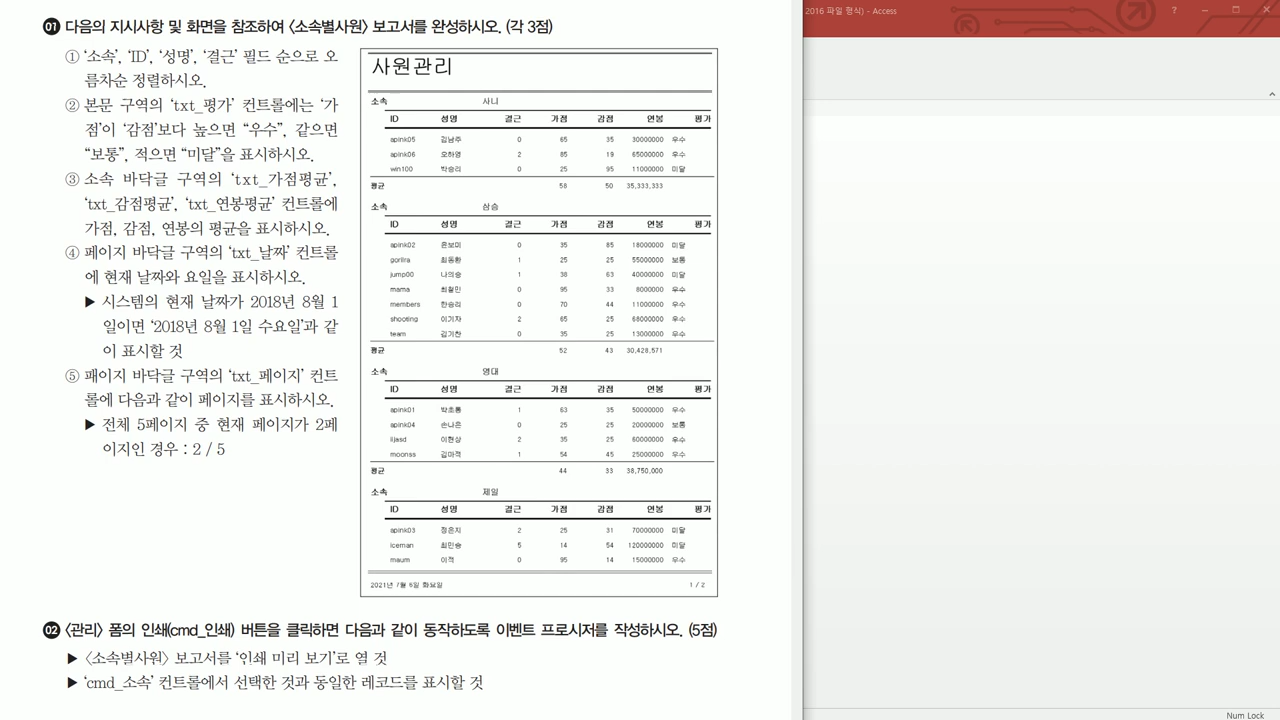 01 다음의 지시사항 및 화면을 참조하여 〈소속별사원〉 보고서를 완성하시오. (각 3점)
① '소속', 'ID', '성명', '결근' 필드 순으로 오
름차순 정렬하시오.
② 본문 구역의 'txt_평가' 컨트롤에는 '가
점'이 '감점'보다 높으면 "우수", 같으면
"보통", 적으면 "미달"을 표시하시오.
③ 소속 바닥글 구역의 'txt_가점평균',
'txt_감점평균', 'txt_연봉평균' 컨트롤에
가점, 감점, 연봉의 평균을 표시하시오.
④ 페이지 바닥글 구역의 'txt_날짜' 컨트롤
에 현재 날짜와 요일을 표시하시오.
▶ 시스템의 현재 날짜가 2018년 8월 1
일이면 '2018년 8월 1일 수요일'과 같
이 표시할 것
⑤ 패이지 바닥글 구역의 'txt_페이지' 컨트
롤에 다음과 같이 페이지를 표시하시오.
▶ 전체 5페이지 중 현재 페이지가 2페
이지인 경우 : 2 / 5
사원관리
소속 사니
ID 성명 결근 가점 감점 연봉 평가
apink05 김남주 0 65 35 30000000 우수
apink06 오하영 2 85 19 65000000 우수
win100 박승리 0 25 95 11000000 미달
평균 58 50 35,333,333
소속 삼송
ID 성명 결근 가점 감점 연봉 평가
apink02 윤보미 0 35 85 18000000 미달
gorilra 최동환 1 25 25 55000000 보통
jump00 나의승 1 38 63 40000000 미달
mama 최철민 0 95 33 8000000 우수
members 한승리 0 70 44 11000000 우수
shooting 이기자 2 65 25 68000000 우수
team 김기찬 0 35 25 13000000 우수
평균 52 43 30,428,571
소속 영대
ID 성명 결근 가점 감점 연봉 평가
apink01 박초롱 1 63 35 50000000 우수
apink04 손나은 0 25 25 20000000 보통
lijasd 이현상 2 35 25 60000000 우수
moonss 김마적 1 54 45 25000000 우수
평균 44 33 38,750,000
소속 제일
ID 성명 결근 가점 감점 연봉 평가
apink03 정은지 2 25 31 70000000 미달
iceman 최민승 5 14 54 120000000 미달
maum 이적 0 95 14 15000000 우수
2021년 7월 6일 화요일 1 / 2
02 〈관리〉 폼의 인쇄(cmd_인쇄) 버튼을 클릭하면 다음과 같이 동작하도록 이벤트 프로시저를 작성하시오. (5점)
▶ 〈소속별사원〉 보고서를 '인쇄 미리 보기'로 열 것
▶ 'cmd_소속' 컨트롤에서 선택한 것과 동일한 레코드를 표시할 것
2016 파일 형식) - Access
Num Lock